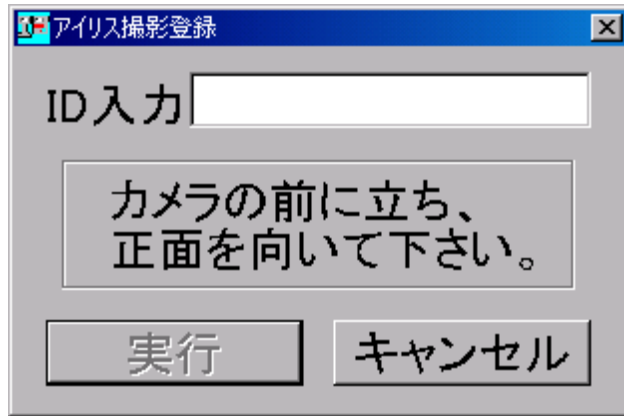 アイリス撮影登録
ID入力
カメラの前に立ち、
正面を向いて下さい。
実行
キャンセル